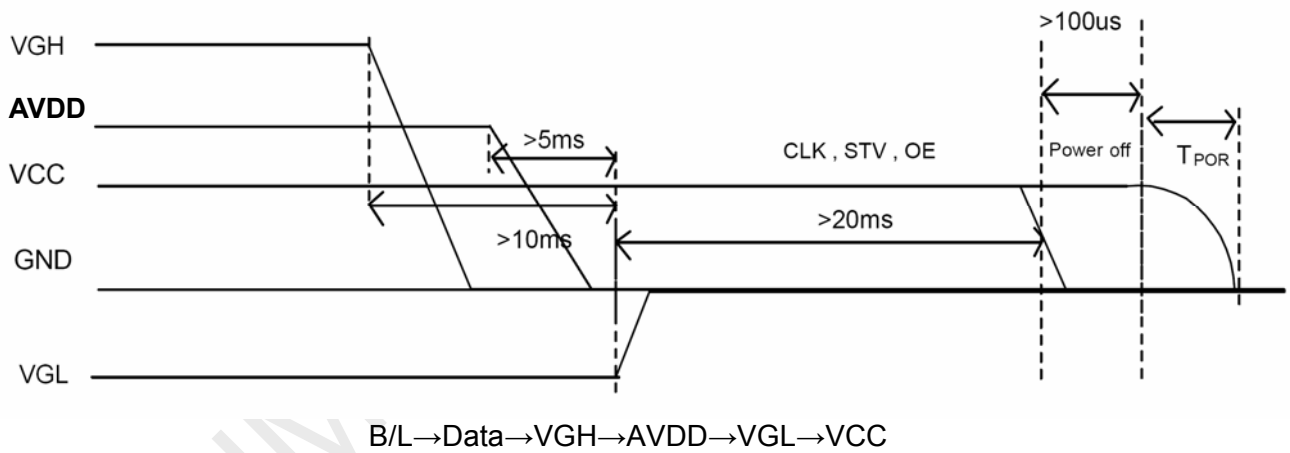 >100us
VGH
AVDD
>5ms
CLK , STV , OE
Power off
TPOR
VCC
>20ms
>10ms
GND
VGL
B/L→Data→VGH→AVDD→VGL→VCC